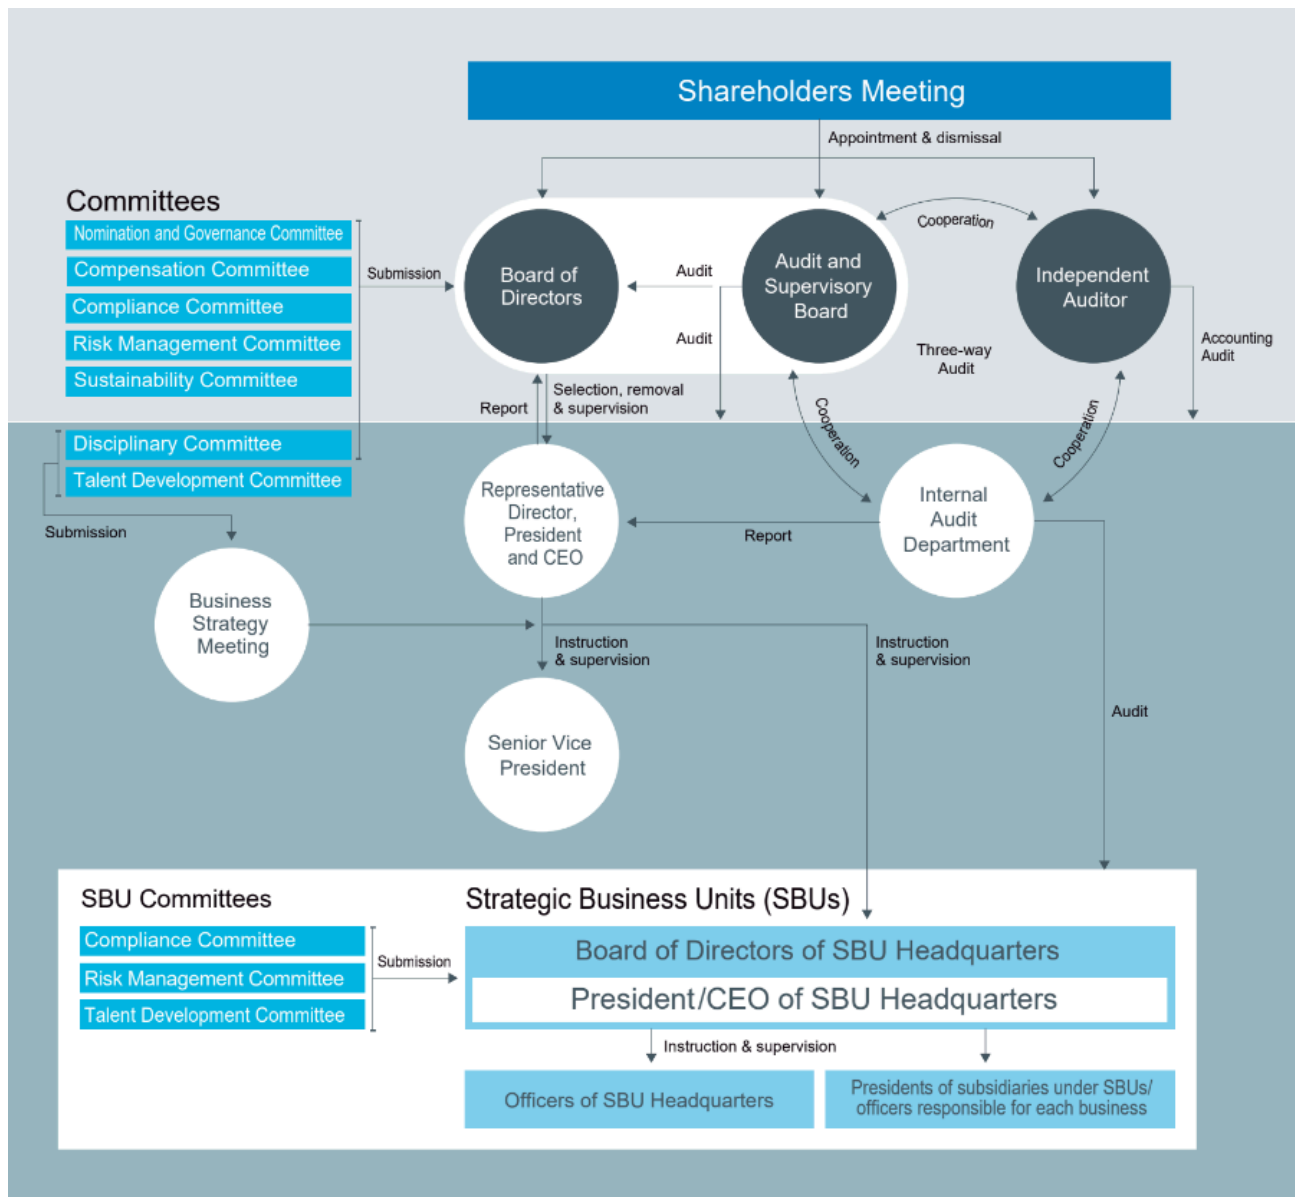 Shareholders Meeting
Appointment & dismissal
Committees
Nomination and Governance Committee
Compensation Committee
Compliance Committee
Risk Management Committee
Sustainability Committee
Disciplinary Committee
Talent Development Committee
Submission
Submission
Board of
Directors
Audit
Audit
Audit and
Supervisory
Board
Cooperation
Independent
Auditor
Three-way
Audit
Accounting
Audit
Report
Selection, removal
& supervision
Cooperation
Cooperation
Representative
Director,
President
and CEO
Report
Internal
Audit
Department
Business
Strategy
Meeting
Instruction
& supervision
Instruction
& supervision
Audit
Senior Vice
President
SBU Committees
Compliance Committee
Risk Management Committee
Talent Development Committee
Submission
Strategic Business Units (SBUs)
Board of Directors of SBU Headquarters
President/CEO of SBU Headquarters
Instruction & supervision
Officers of SBU Headquarters
Presidents of subsidiaries under SBUs/
officers responsible for each business